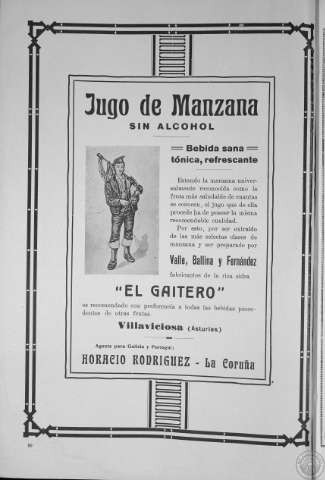 Jugo de Manzana
SIN ALCOHOL
Bebida sana
tónica, refrescante
Estando la manzana univer-
salmente reconocida como la
fruta más saludable de cuantas
se conocen, el jugo que de ella
procede ha de poseer la misma
recomendable cualidad.
Por esto, por ser extraído
de las más selectas clases de
manzana y ser preparado por
Valle, Ballina y Fernández
fabricantes de la rica sidra
"EL GAITERO"
es recomendado con preferencia a todas las bebidas proce-
dentes de otras frutas.
Villaviciosa (Asturias)
Agente para Galicia y Portugal:
HORACIO RODRIGUEZ - La Coruña